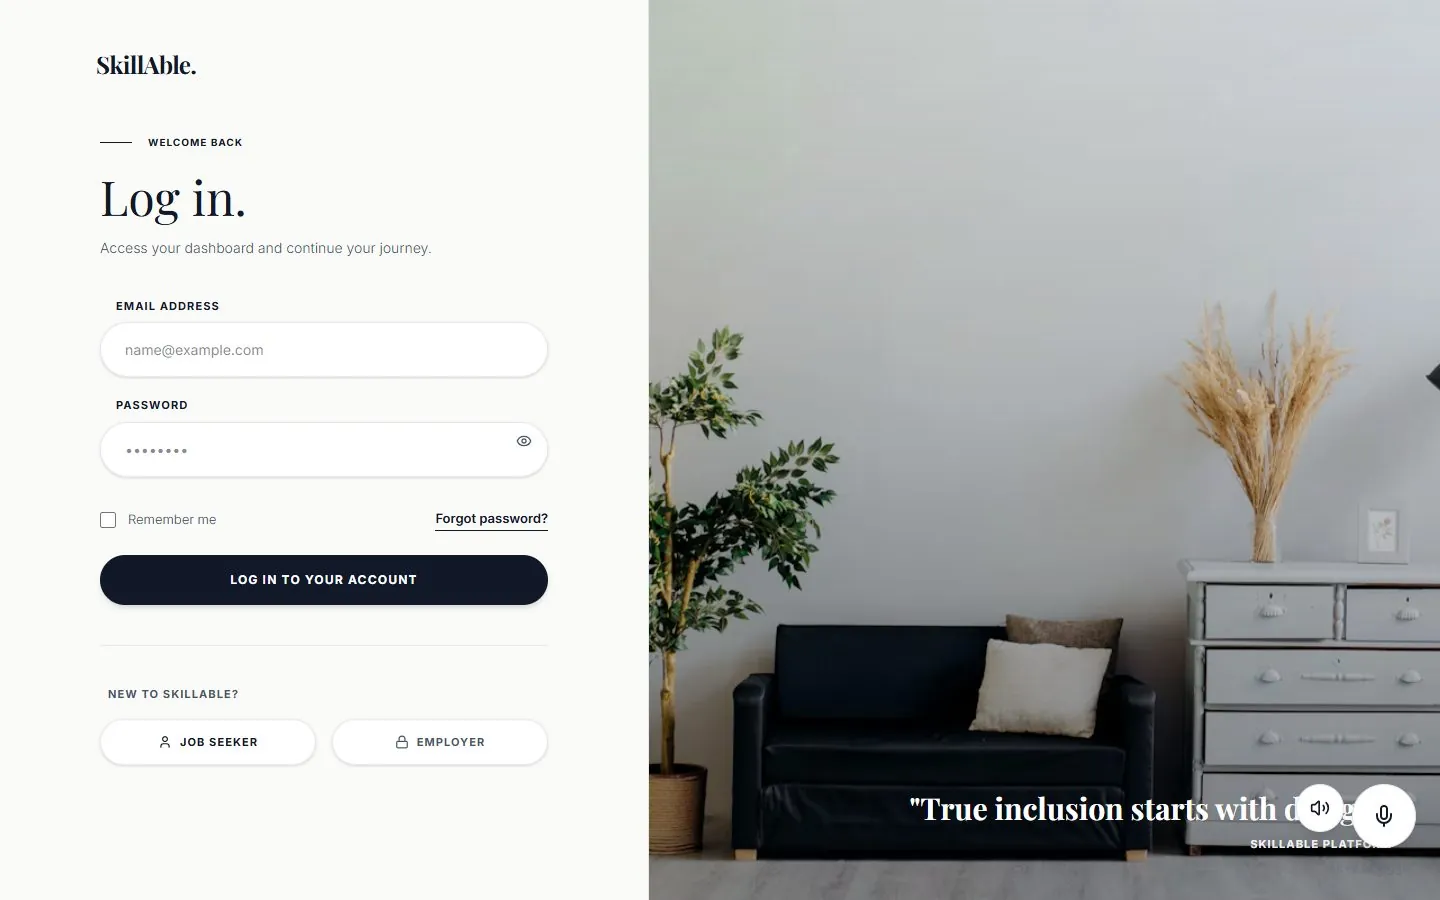 SkillAble.
WELCOME BACK
Log in.
Access your dashboard and continue your journey.
EMAIL ADDRESS
name@example.com
PASSWORD
Remember me
Forgot password?
LOG IN TO YOUR ACCOUNT
NEW TO SKILLABLE?
JOB SEEKER
EMPLOYER
"True inclusion starts with
SKILLABLE